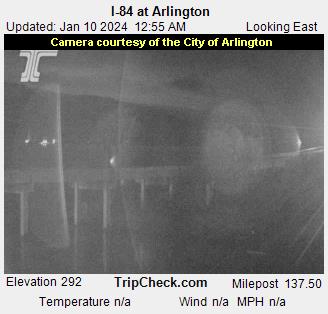 I-84 at Arlington
Updated: Jan 10 2024 12:55 AM Looking East
Camera courtesy of the City of Arlington
Elevation 292 TripCheck.com Milepost 137.50
Temperature n/a Wind n/a MPH n/a